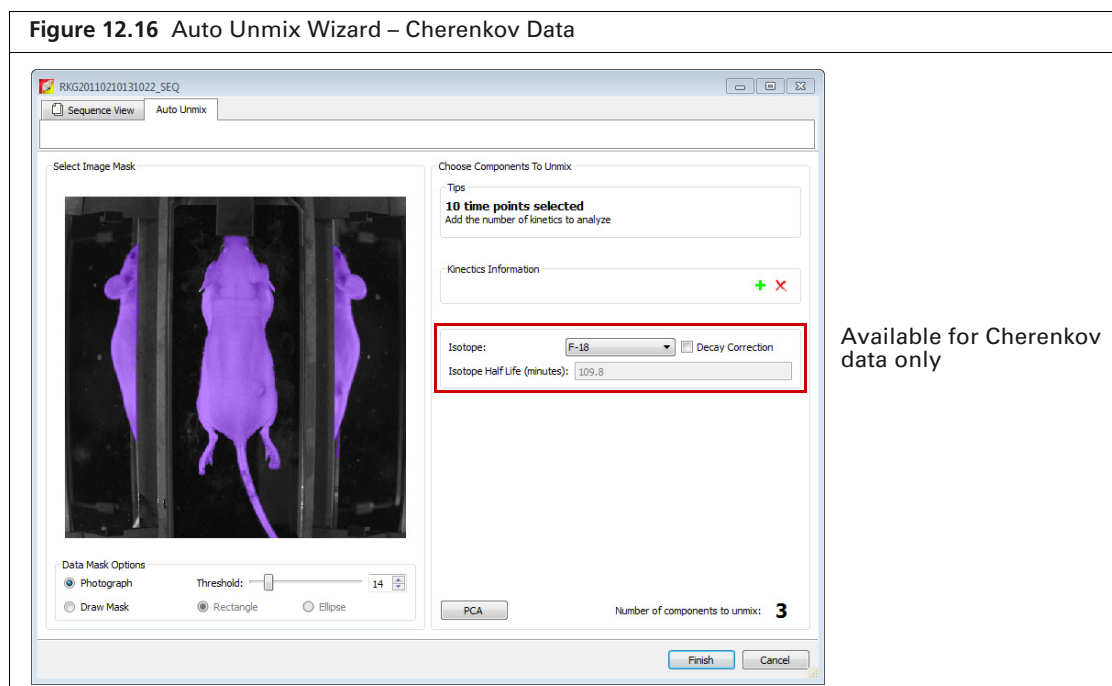 Figure 12.16 Auto Unmix Wizard – Cherenkov Data
RKG20110210131022_SEQ
Sequence View
Auto Unmix
Select Image Mask
Data Mask Options
Photograph
Threshold:
14
Draw Mask
Rectangle
Ellipse
Choose Components To Unmix
Tips
10 time points selected
Add the number of kinetics to analyze
Kinectics Information
Isotope:
F-18
Decay Correction
Isotope Half Life (minutes):
109.8
PCA
Number of components to unmix:
3
Finish
Cancel
Available for Cherenkov
data only